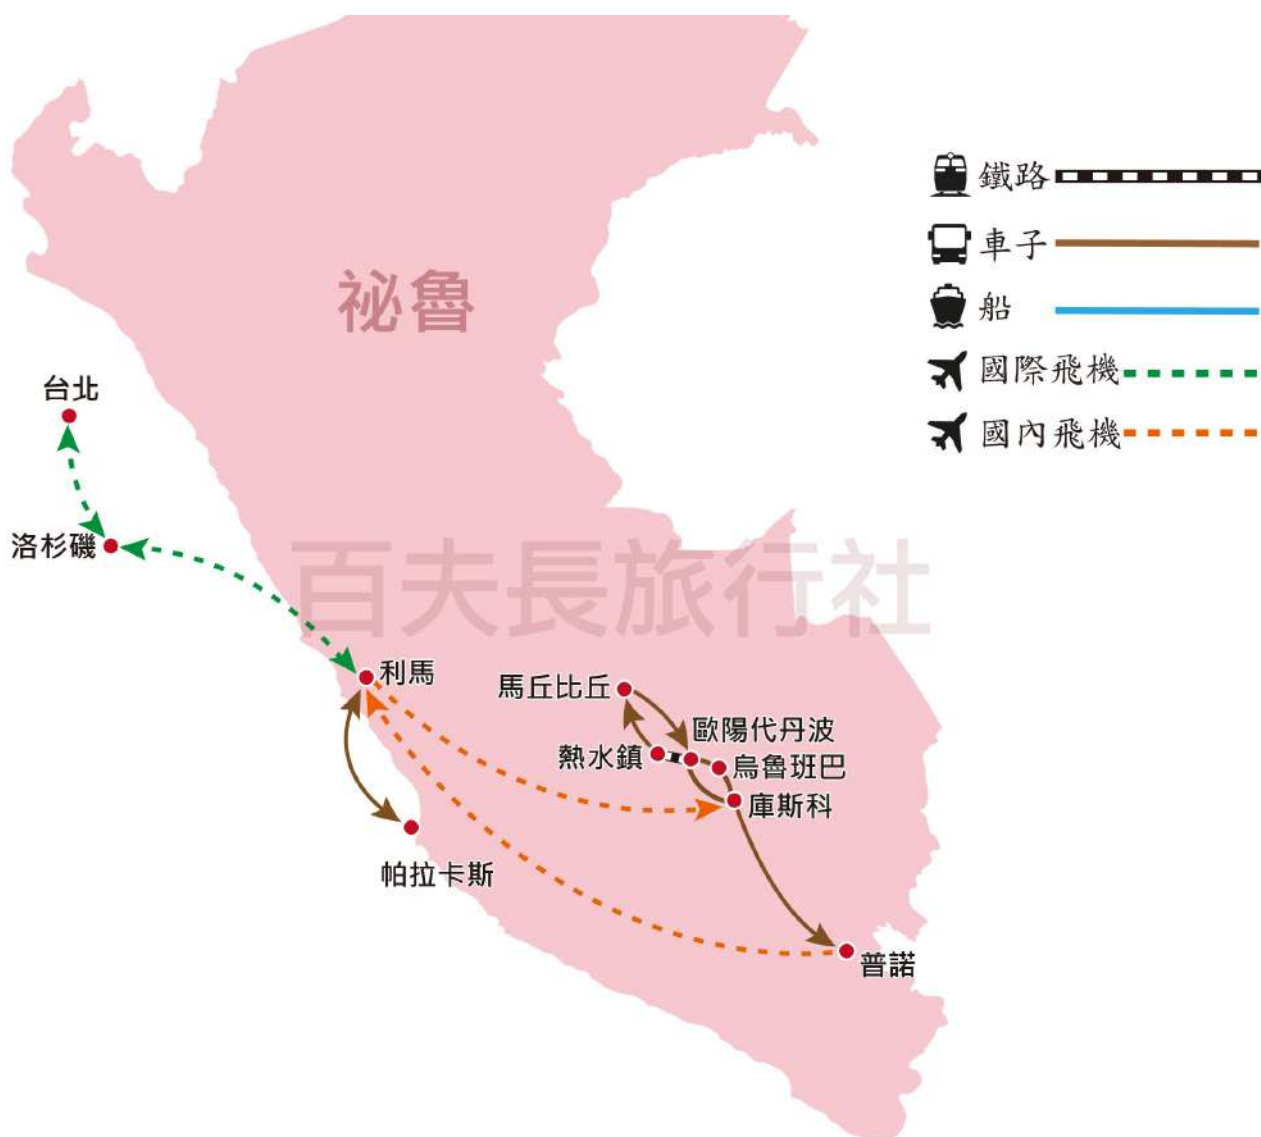 鐵路
車子
船
國際飛機
國內飛機
祕魯
台北
洛杉磯
百夫長旅行社
利馬
馬丘比丘
歐陽代丹波
熱水鎮
烏魯班巴
庫斯科
帕拉卡斯
普諾